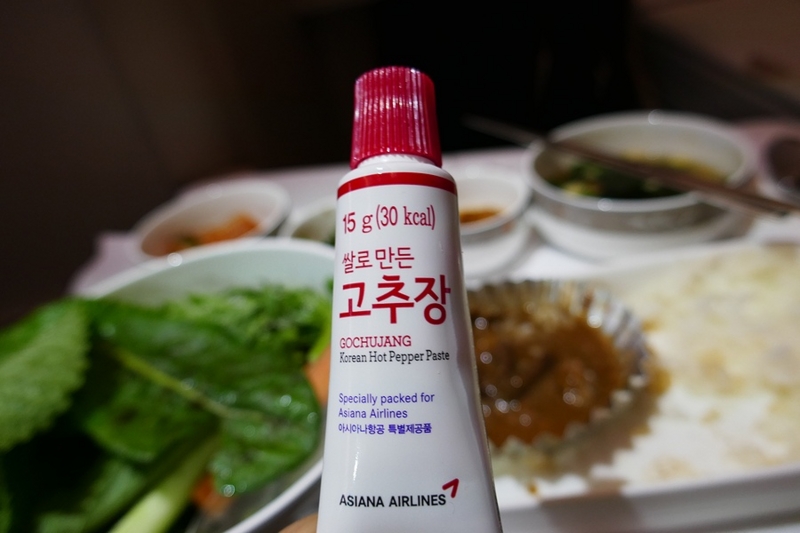 15 g (30 kcal)
쌀로 만든
고추장
GOCHUJANG
Korean Hot Pepper Paste
Specially packed for
Asiana Airlines
아시아나항공 특별제공품
ASIANA AIRLINES